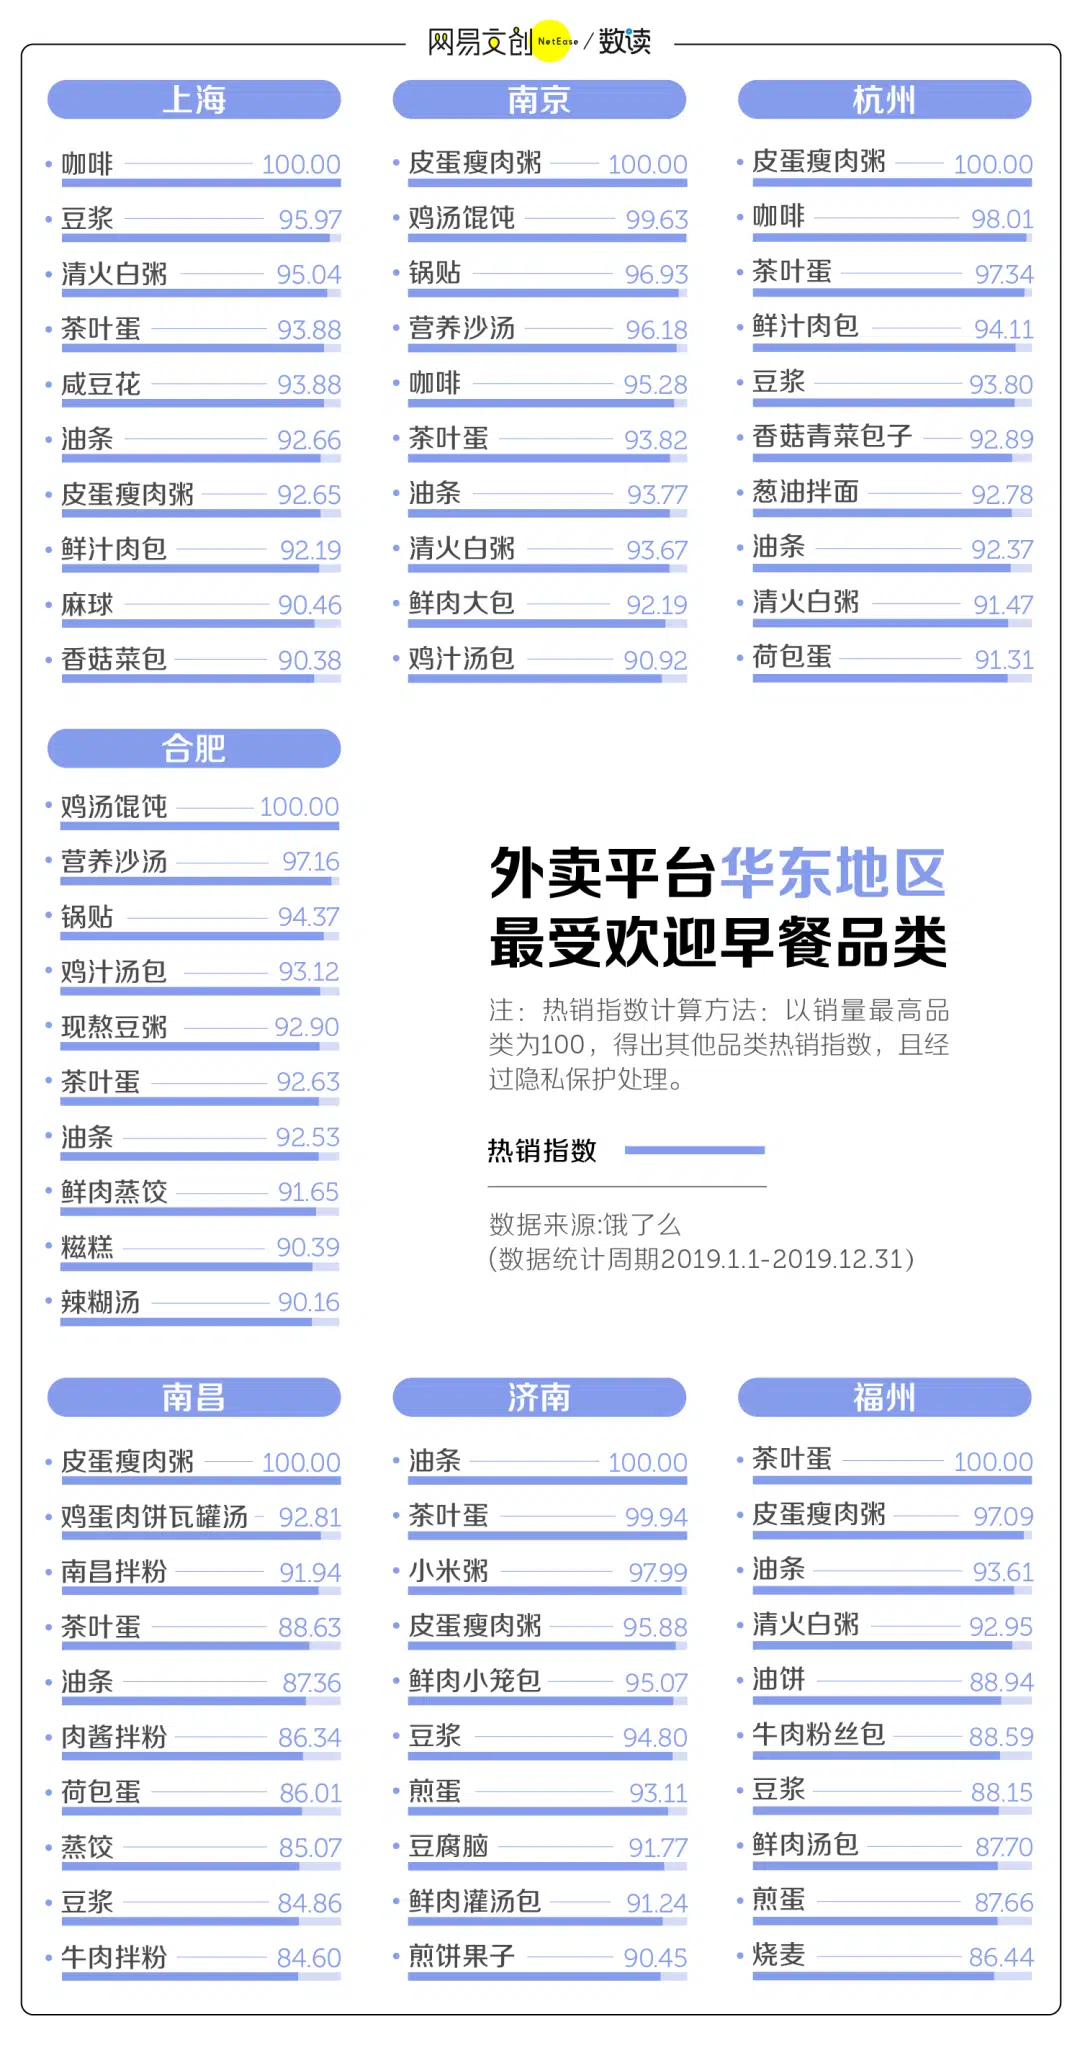 网易文创 NetEase / 数读
上海
咖啡 100.00
豆浆 95.97
清火白粥 95.04
茶叶蛋 93.88
咸豆花 93.88
油条 92.66
皮蛋瘦肉粥 92.65
鲜汁肉包 92.19
麻球 90.46
香菇菜包 90.38
南京
皮蛋瘦肉粥 100.00
鸡汤馄饨 99.63
锅贴 96.93
营养沙汤 96.18
咖啡 95.28
茶叶蛋 93.82
油条 93.77
清火白粥 93.67
鲜肉大包 92.19
鸡汁汤包 90.92
杭州
皮蛋瘦肉粥 100.00
咖啡 98.01
茶叶蛋 97.34
鲜汁肉包 94.11
豆浆 93.80
香菇青菜包子 92.89
葱油拌面 92.78
油条 92.37
清火白粥 91.47
荷包蛋 91.31
合肥
鸡汤馄饨 100.00
营养沙汤 97.16
锅贴 94.37
鸡汁汤包 93.12
现熬豆粥 92.90
茶叶蛋 92.63
油条 92.53
鲜肉蒸饺 91.65
糍糕 90.39
辣糊汤 90.16
外卖平台华东地区
最受欢迎早餐品类
注：热销指数计算方法：以销量最高品
类为100，得出其他品类热销指数，且经
过隐私保护处理。
热销指数
数据来源:饿了么
(数据统计周期2019.1.1-2019.12.31)
南昌
皮蛋瘦肉粥 100.00
鸡蛋肉饼瓦罐汤 92.81
南昌拌粉 91.94
茶叶蛋 88.63
油条 87.36
肉酱拌粉 86.34
荷包蛋 86.01
蒸饺 85.07
豆浆 84.86
牛肉拌粉 84.60
济南
油条 100.00
茶叶蛋 99.94
小米粥 97.99
皮蛋瘦肉粥 95.88
鲜肉小笼包 95.07
豆浆 94.80
煎蛋 93.11
豆腐脑 91.77
鲜肉灌汤包 91.24
煎饼果子 90.45
福州
茶叶蛋 100.00
皮蛋瘦肉粥 97.09
油条 93.61
清火白粥 92.95
油饼 88.94
牛肉粉丝包 88.59
豆浆 88.15
鲜肉汤包 87.70
煎蛋 87.66
烧麦 86.44